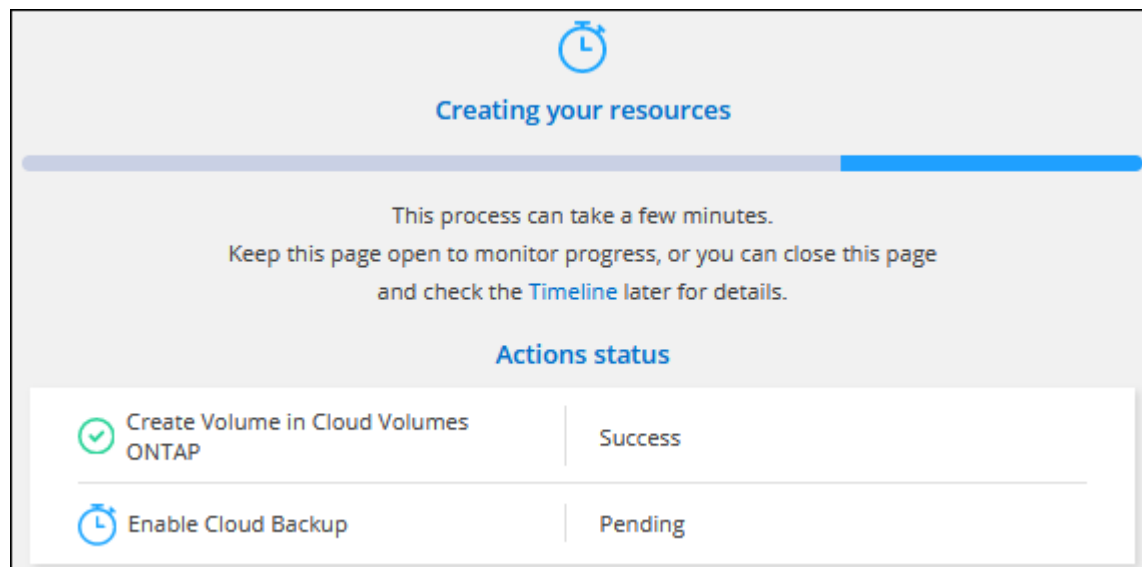 Creating your resources
This process can take a few minutes.
Keep this page open to monitor progress, or you can close this page
and check the Timeline later for details.
Actions status
Create Volume in Cloud Volumes
ONTAP
Success
Enable Cloud Backup
Pending